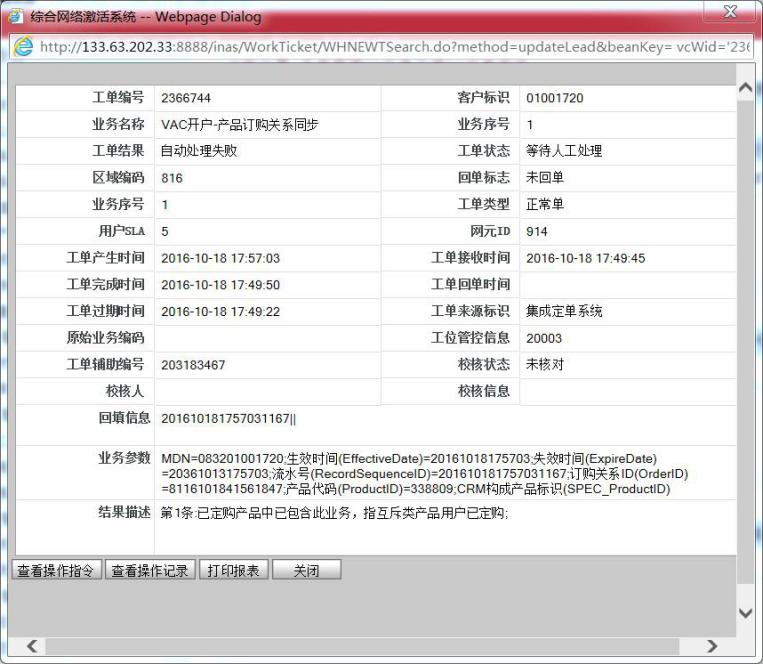 综合网络激活系统 -- Webpage Dialog
X
http://133.63.202.33:8888/inas/WorkTicket/WHNEWTSearch.do?method=updateLead&beanKey= vcWid='236
工单编号 2366744 客户标识 01001720
业务名称 VAC开户-产品订购关系同步 业务序号 1
工单结果 自动处理失败 工单状态 等待人工处理
区域编码 816 回单标志 未回单
业务序号 1 工单类型 正常单
用户SLA 5 网元ID 914
工单产生时间 2016-10-18 17:57:03 工单接收时间 2016-10-18 17:49:45
工单完成时间 2016-10-18 17:49:50 工单回单时间
工单过期时间 2016-10-18 17:49:22 工单来源标识 集成定单系统
原始业务编码 工位管控信息 20003
工单辅助编号 203183467 校核状态 未核对
校核人 校核信息
回填信息 201610181757031167||
业务参数 MDN=083201001720;生效时间(EffectiveDate)=20161018175703;失效时间(ExpireDate)
=20361013175703;流水号(RecordSequenceID)=201610181757031167;订购关系ID(OrderID)
=8116101841561847;产品代码(ProductID)=338809;CRM构成产品标识(SPEC_ProductID)
结果描述 第1条:已定购产品中已包含此业务，指互斥类产品用户已定购;
查看操作指令 查看操作记录 打印报表 关闭